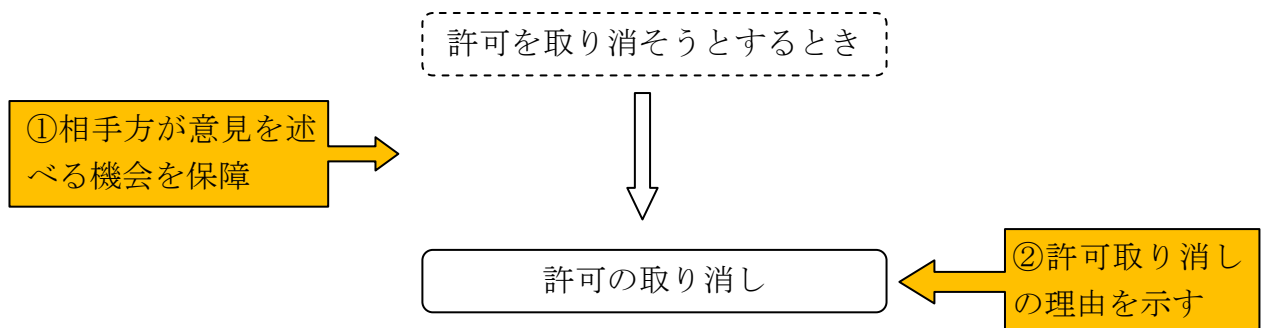 許可を取り消そうとするとき
①相手方が意見を述
べる機会を保障
許可の取り消し
②許可取り消し
の理由を示す